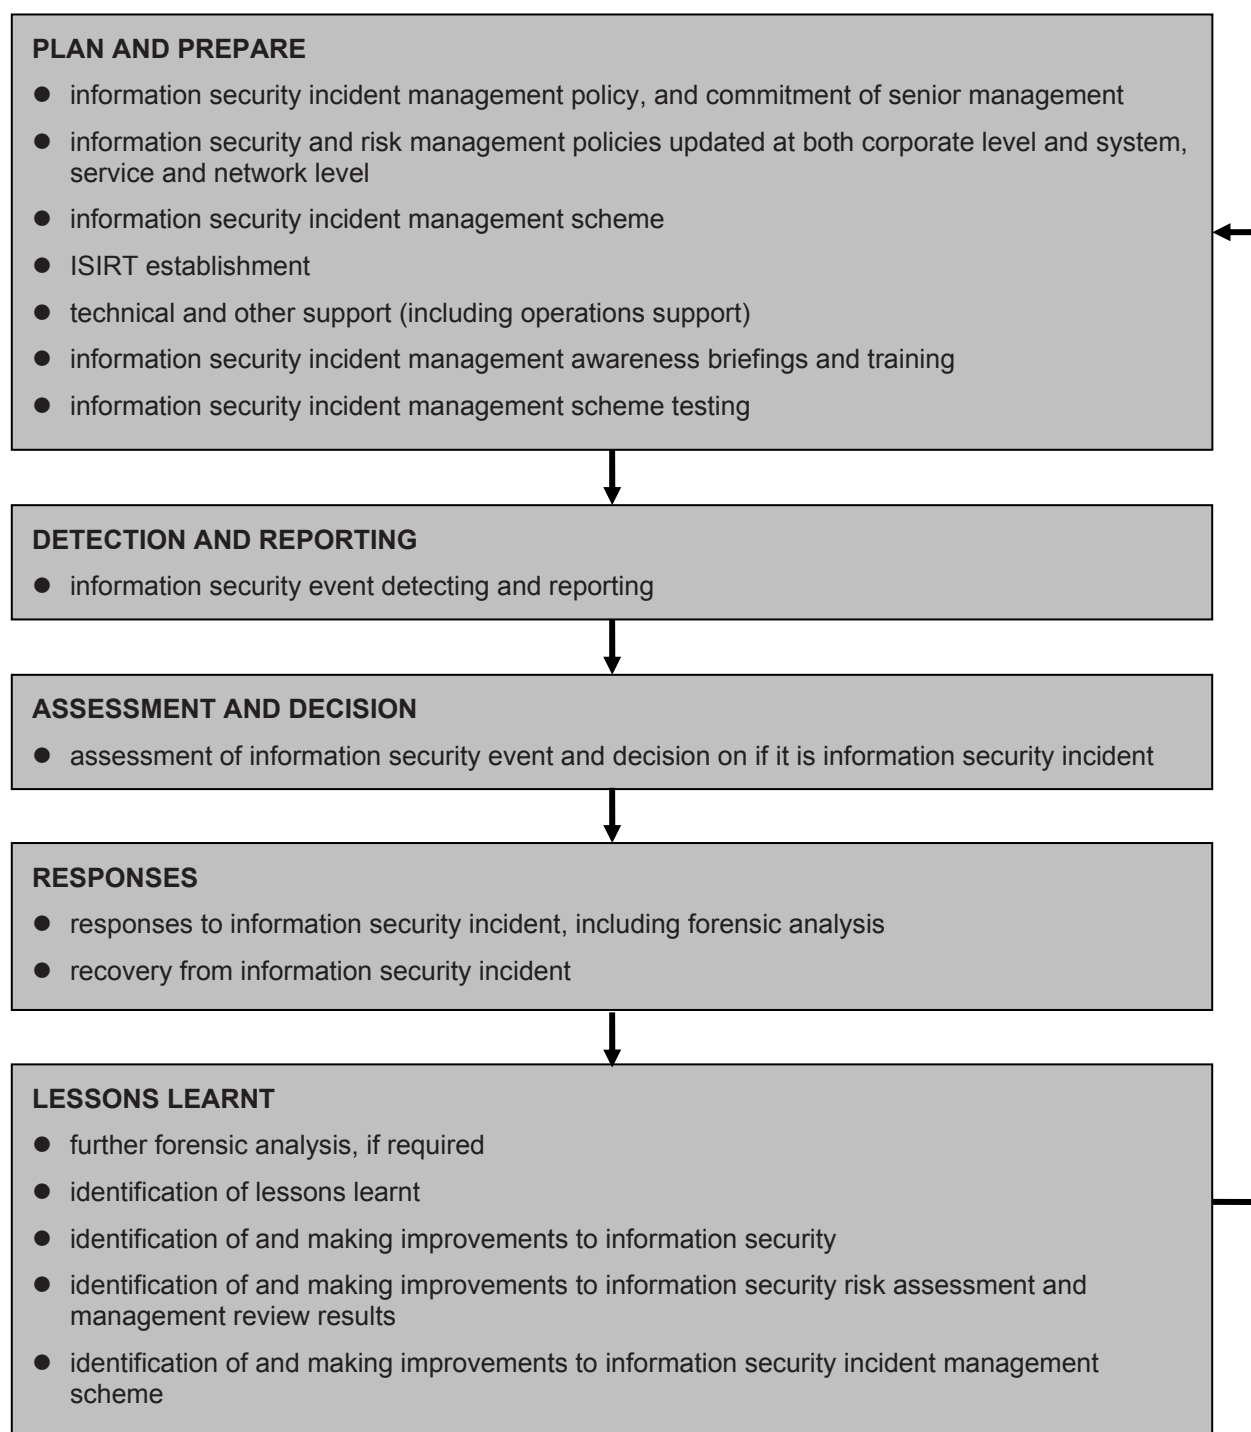 PLAN AND PREPARE
● information security incident management policy, and commitment of senior management
● information security and risk management policies updated at both corporate level and system,
service and network level
● information security incident management scheme
● ISIRT establishment
● technical and other support (including operations support)
● information security incident management awareness briefings and training
● information security incident management scheme testing
DETECTION AND REPORTING
● information security event detecting and reporting
ASSESSMENT AND DECISION
● assessment of information security event and decision on if it is information security incident
RESPONSES
● responses to information security incident, including forensic analysis
● recovery from information security incident
LESSONS LEARNT
● further forensic analysis, if required
● identification of lessons learnt
● identification of and making improvements to information security
● identification of and making improvements to information security risk assessment and
management review results
● identification of and making improvements to information security incident management
scheme